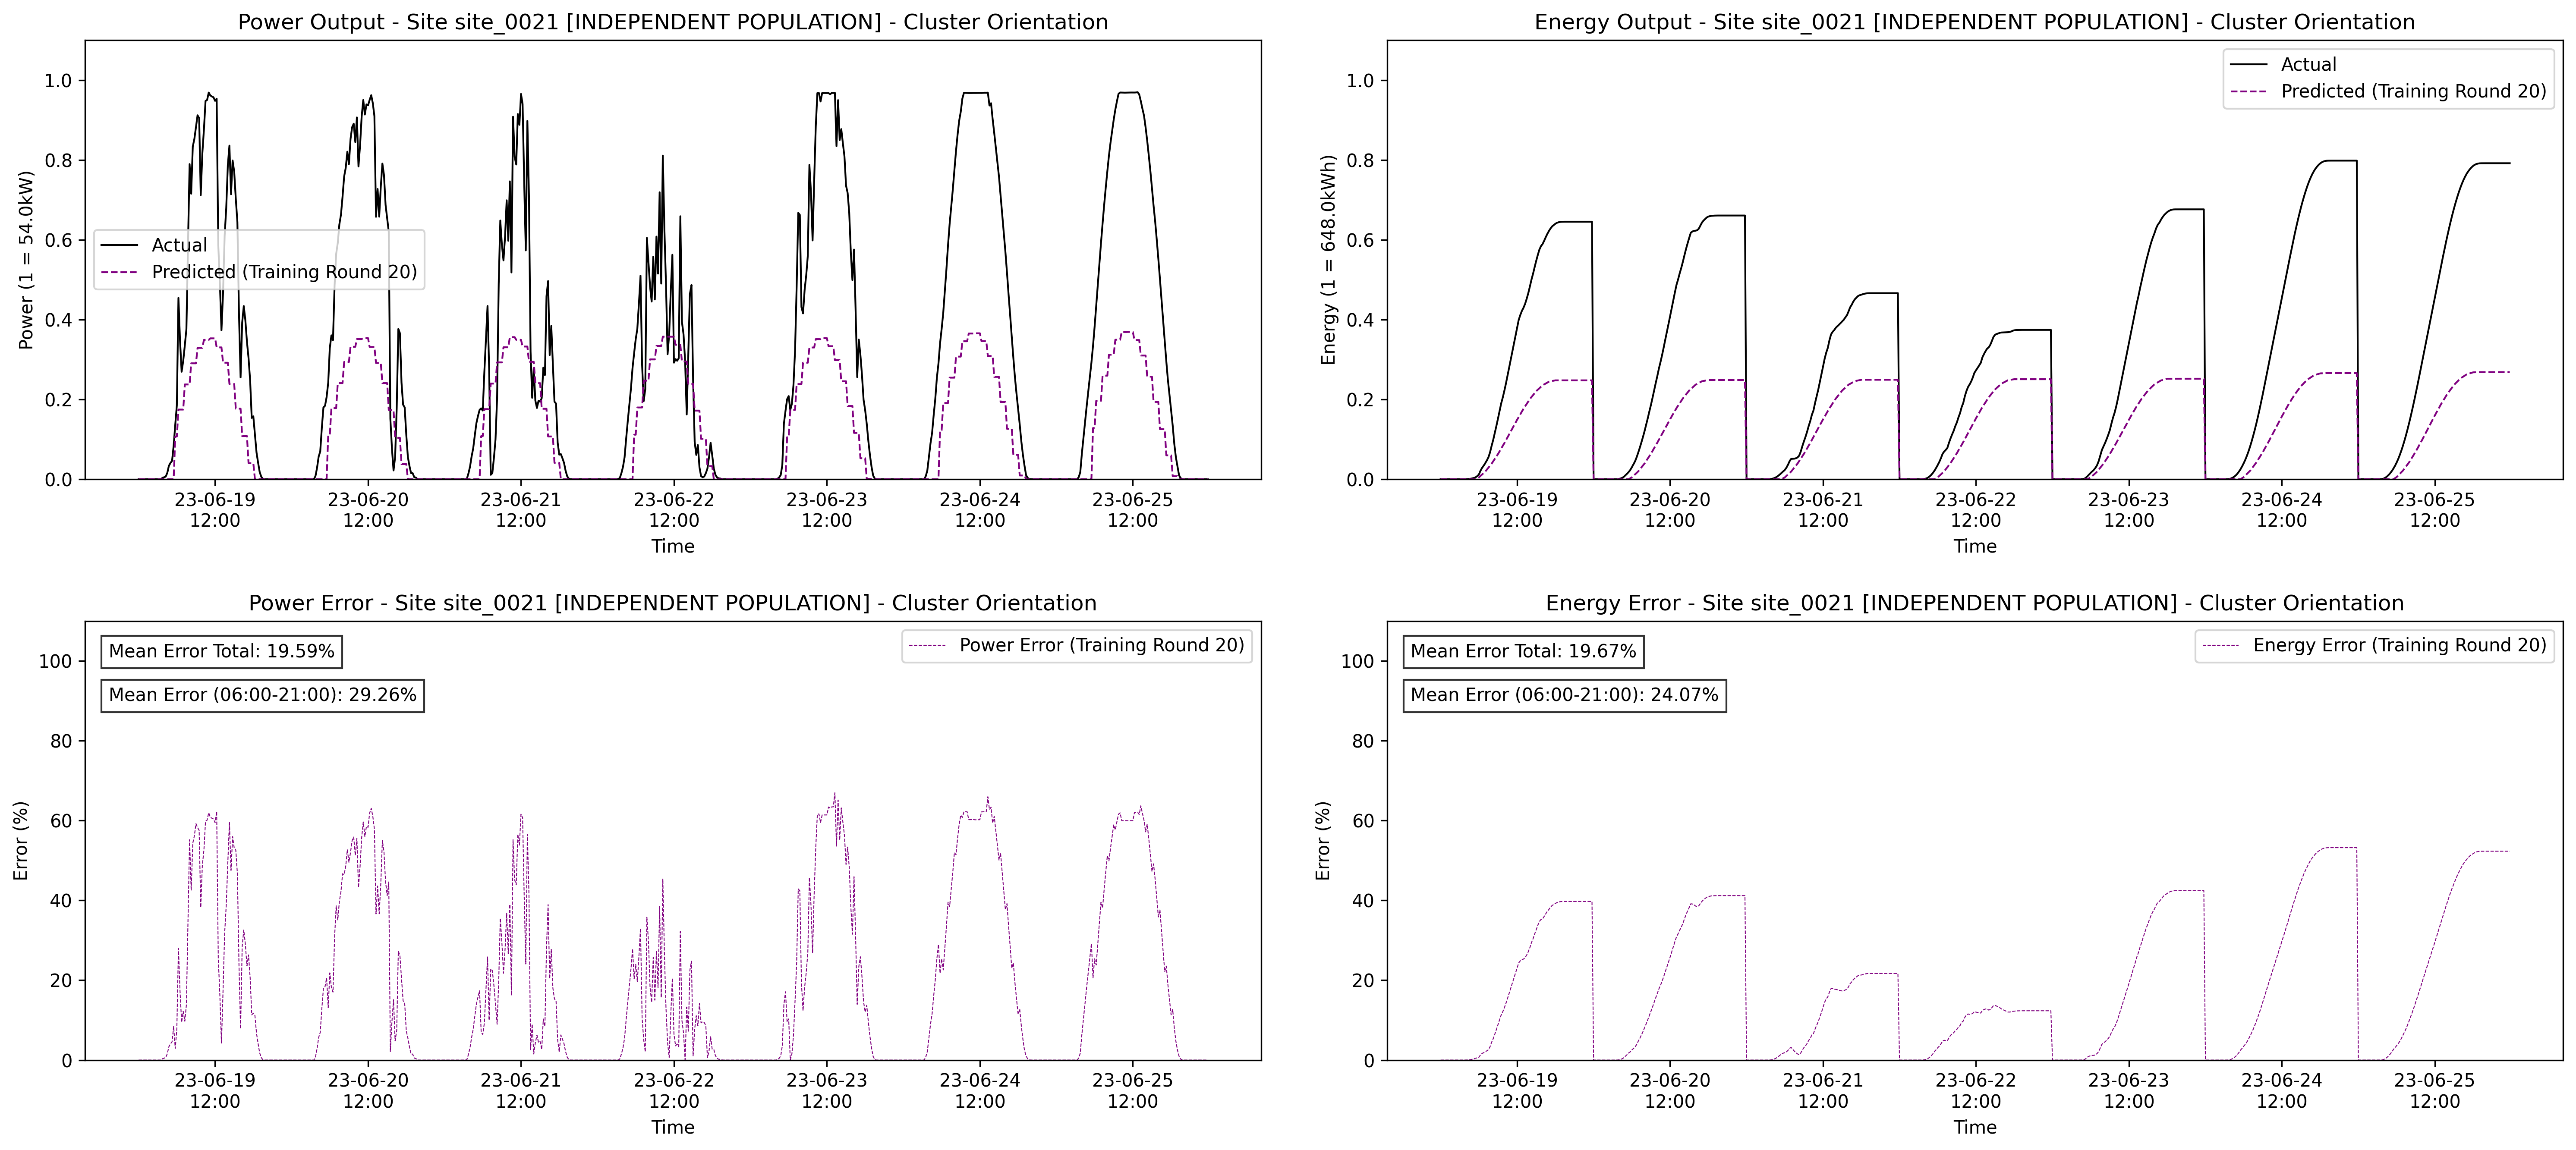 Power Output - Site site_0021 [INDEPENDENT POPULATION] - Cluster Orientation
Power (1 = 54.0kW)
1.0
0.8
0.6
0.4
0.2
0.0
Actual
Predicted (Training Round 20)
23-06-19 23-06-20 23-06-21 23-06-22 23-06-23 23-06-24 23-06-25
12:00 12:00 12:00 12:00 12:00 12:00 12:00
Time
Energy Output - Site site_0021 [INDEPENDENT POPULATION] - Cluster Orientation
Energy (1 = 648.0kWh)
1.0
0.8
0.6
0.4
0.2
0.0
Actual
Predicted (Training Round 20)
23-06-19 23-06-20 23-06-21 23-06-22 23-06-23 23-06-24 23-06-25
12:00 12:00 12:00 12:00 12:00 12:00 12:00
Time
Power Error - Site site_0021 [INDEPENDENT POPULATION] - Cluster Orientation
Error (%)
100
80
60
40
20
0
Mean Error Total: 19.59%
Mean Error (06:00-21:00): 29.26%
Power Error (Training Round 20)
23-06-19 23-06-20 23-06-21 23-06-22 23-06-23 23-06-24 23-06-25
12:00 12:00 12:00 12:00 12:00 12:00 12:00
Time
Energy Error - Site site_0021 [INDEPENDENT POPULATION] - Cluster Orientation
Error (%)
100
80
60
40
20
0
Mean Error Total: 19.67%
Mean Error (06:00-21:00): 24.07%
Energy Error (Training Round 20)
23-06-19 23-06-20 23-06-21 23-06-22 23-06-23 23-06-24 23-06-25
12:00 12:00 12:00 12:00 12:00 12:00 12:00
Time